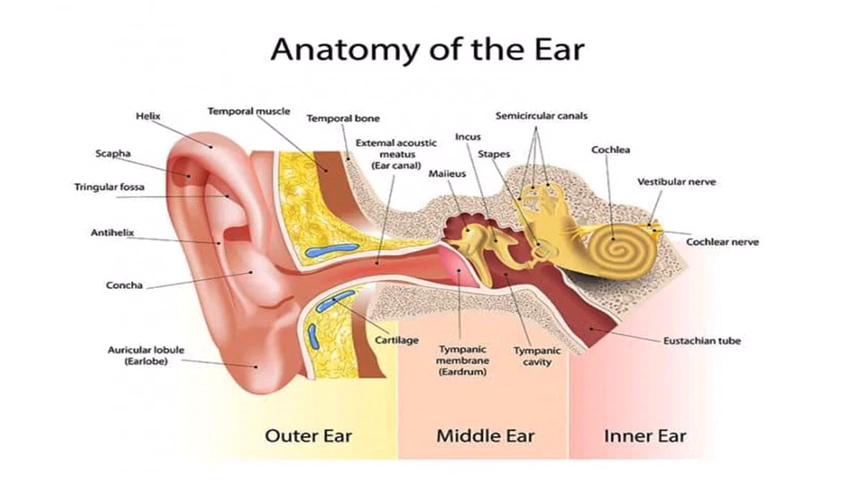 Anatomy of the Ear
Helix
Temporal muscle
Temporal bone
Semicircular canals
Scapha
External acoustic
meatus
(Ear canal)
Incus
Stapes
Cochlea
Maiieus
Tringular fossa
Vestibular nerve
Antihelix
Cochlear nerve
Concha
Auricular lobule
(Earlobe)
Cartilage
Tympanic
membrane
(Eardrum)
Tympanic
cavity
Eustachian tube
Outer Ear
Middle Ear
Inner Ear